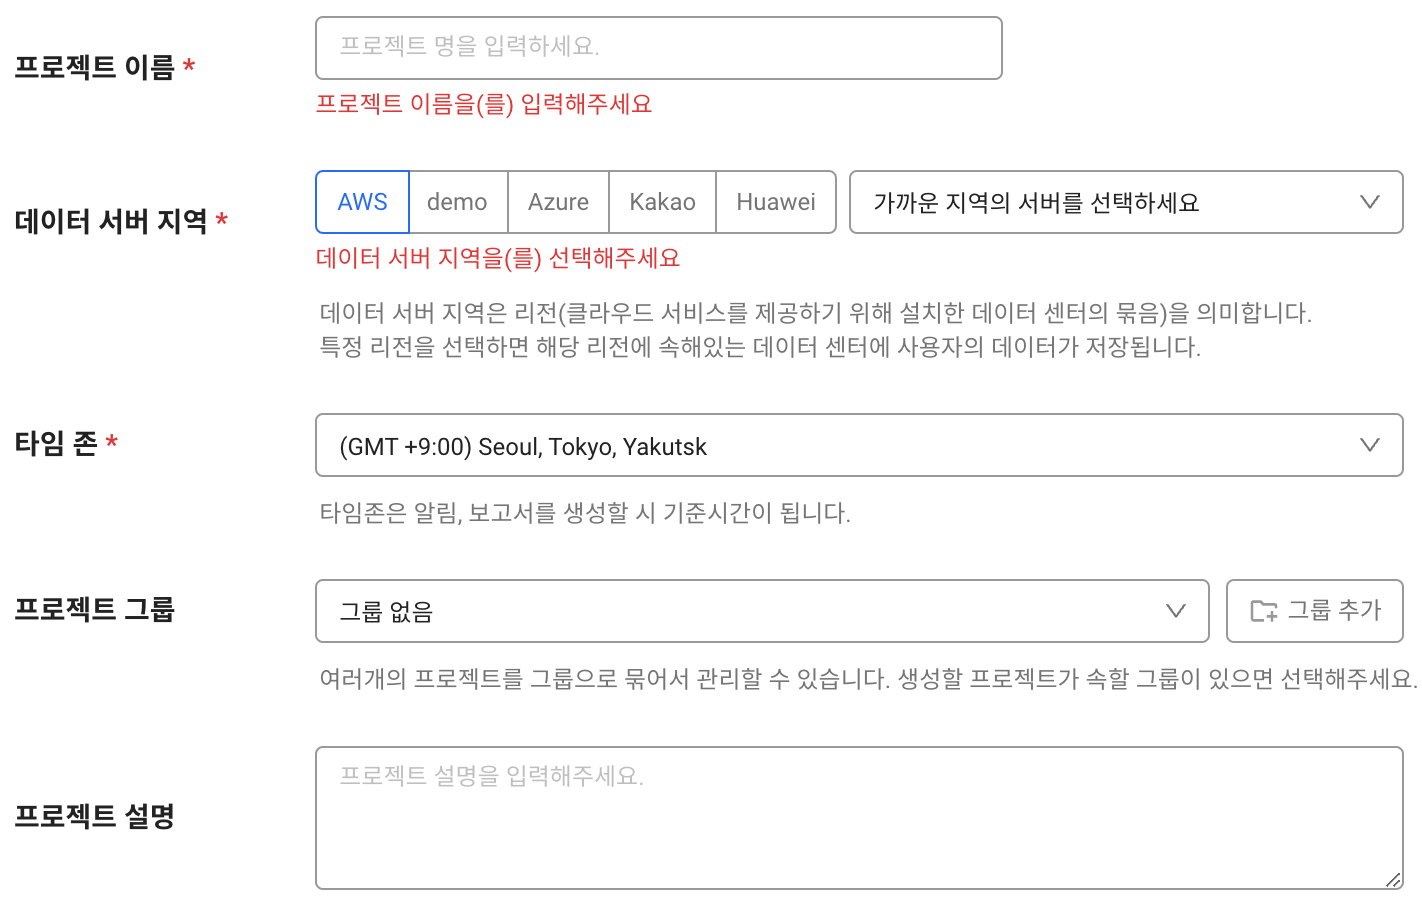 프로젝트 이름 *
프로젝트 명을 입력하세요.
프로젝트 이름을(를) 입력해주세요
데이터 서버 지역 *
AWS demo Azure Kakao Huawei 가까운 지역의 서버를 선택하세요
데이터 서버 지역을(를) 선택해주세요
데이터 서버 지역은 리전(클라우드 서비스를 제공하기 위해 설치한 데이터 센터의 묶음)을 의미합니다.
특정 리전을 선택하면 해당 리전에 속해있는 데이터 센터에 사용자의 데이터가 저장됩니다.
타임 존 *
(GMT +9:00) Seoul, Tokyo, Yakutsk
타임존은 알림, 보고서를 생성할 시 기준시간이 됩니다.
프로젝트 그룹
그룹 없음 그룹 추가
여러개의 프로젝트를 그룹으로 묶어서 관리할 수 있습니다. 생성할 프로젝트가 속할 그룹이 있으면 선택해주세요.
프로젝트 설명
프로젝트 설명을 입력해주세요.